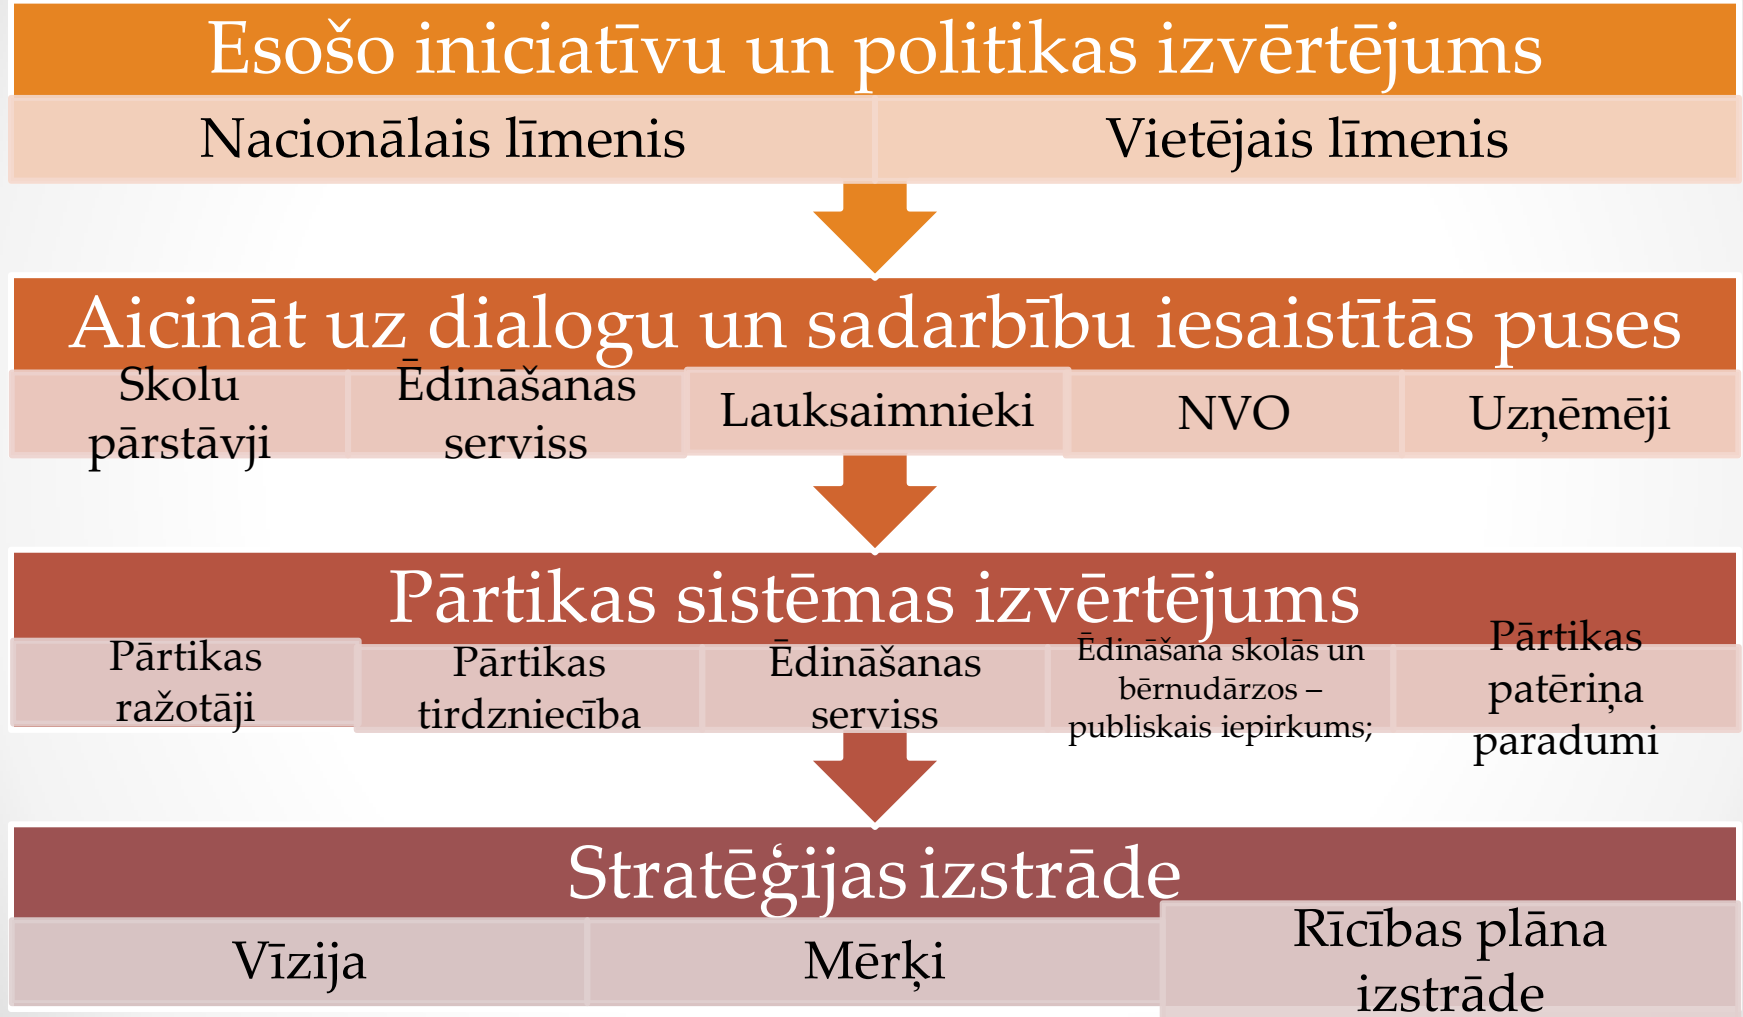 Esošo iniciatīvu un politikas izvērtējums
Nacionālais līmenis
Vietējais līmenis
Aicināt uz dialogu un sadarbību iesaistītās puses
Skolu
pārstāvji
Ēdināšanas
serviss
Lauksaimnieki
NVO
Uzņēmēji
Pārtikas sistēmas izvērtējums
Pārtikas
ražotāji
Pārtikas
tirdzniecība
Ēdināšanas
serviss
Ēdināšana skolās un
bērnudārzos –
publiskais iepirkums;
Pārtikas
patēriņa
paradumi
Stratēģijas izstrāde
Vīzija
Mērķi
Rīcības plāna
izstrāde